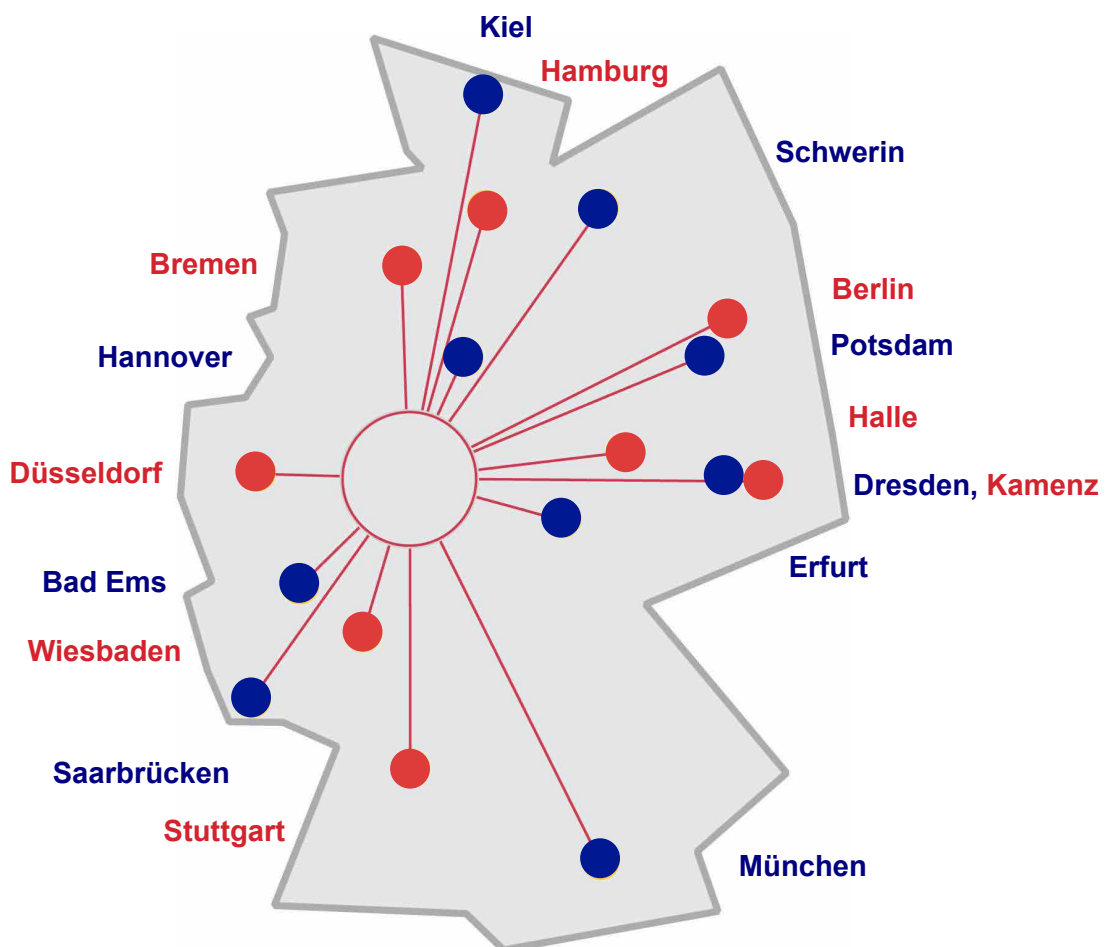 Kiel
Hamburg
Schwerin
Bremen
Berlin
Hannover
Potsdam
Halle
Düsseldorf
Dresden, Kamenz
Erfurt
Bad Ems
Wiesbaden
Saarbrücken
Stuttgart
München